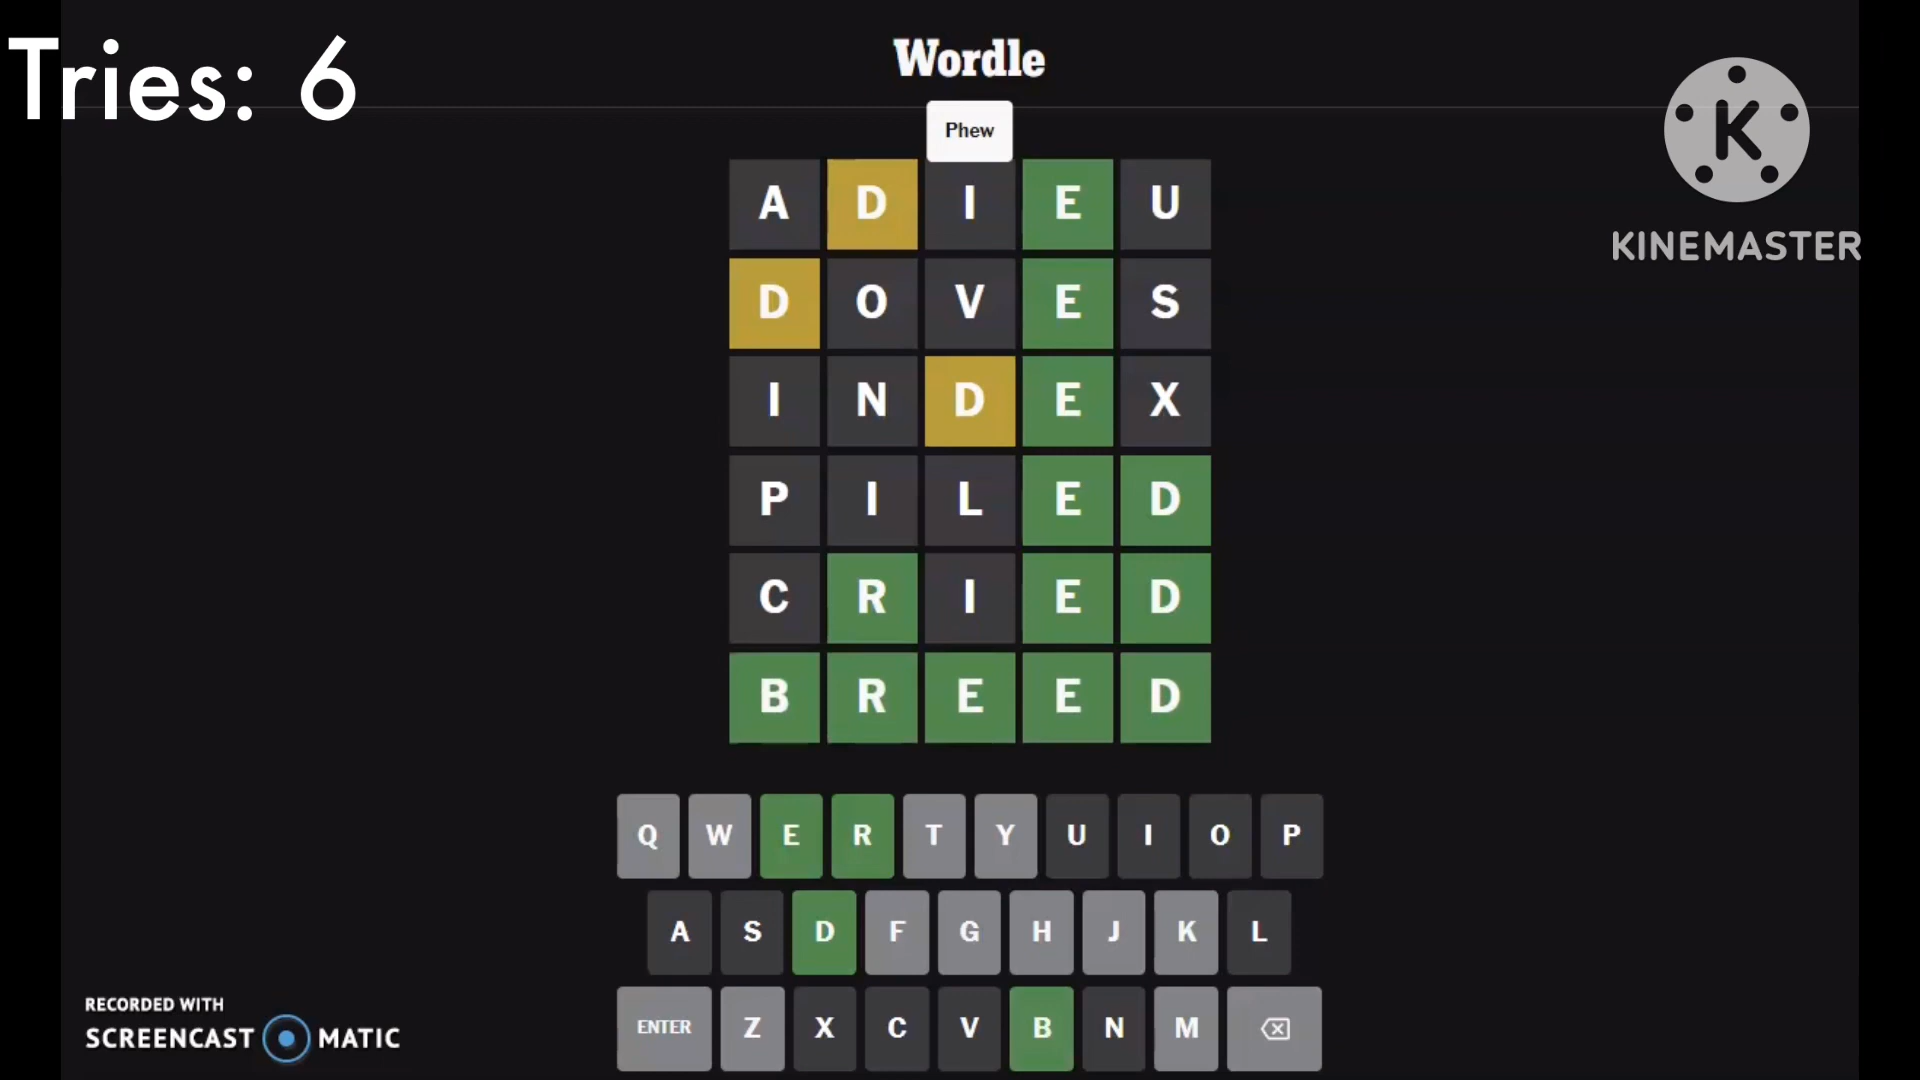 Tries: 6
Wordle
Phew
K
KINEMASTER
A D I E U
D O V E S
I N D E X
P I L E D
C R I E D
B R E E D
Q W E R T Y U I O P
A S D F G H J K L
ENTER Z X C V B N M
RECORDED WITH
SCREENCAST MATIC